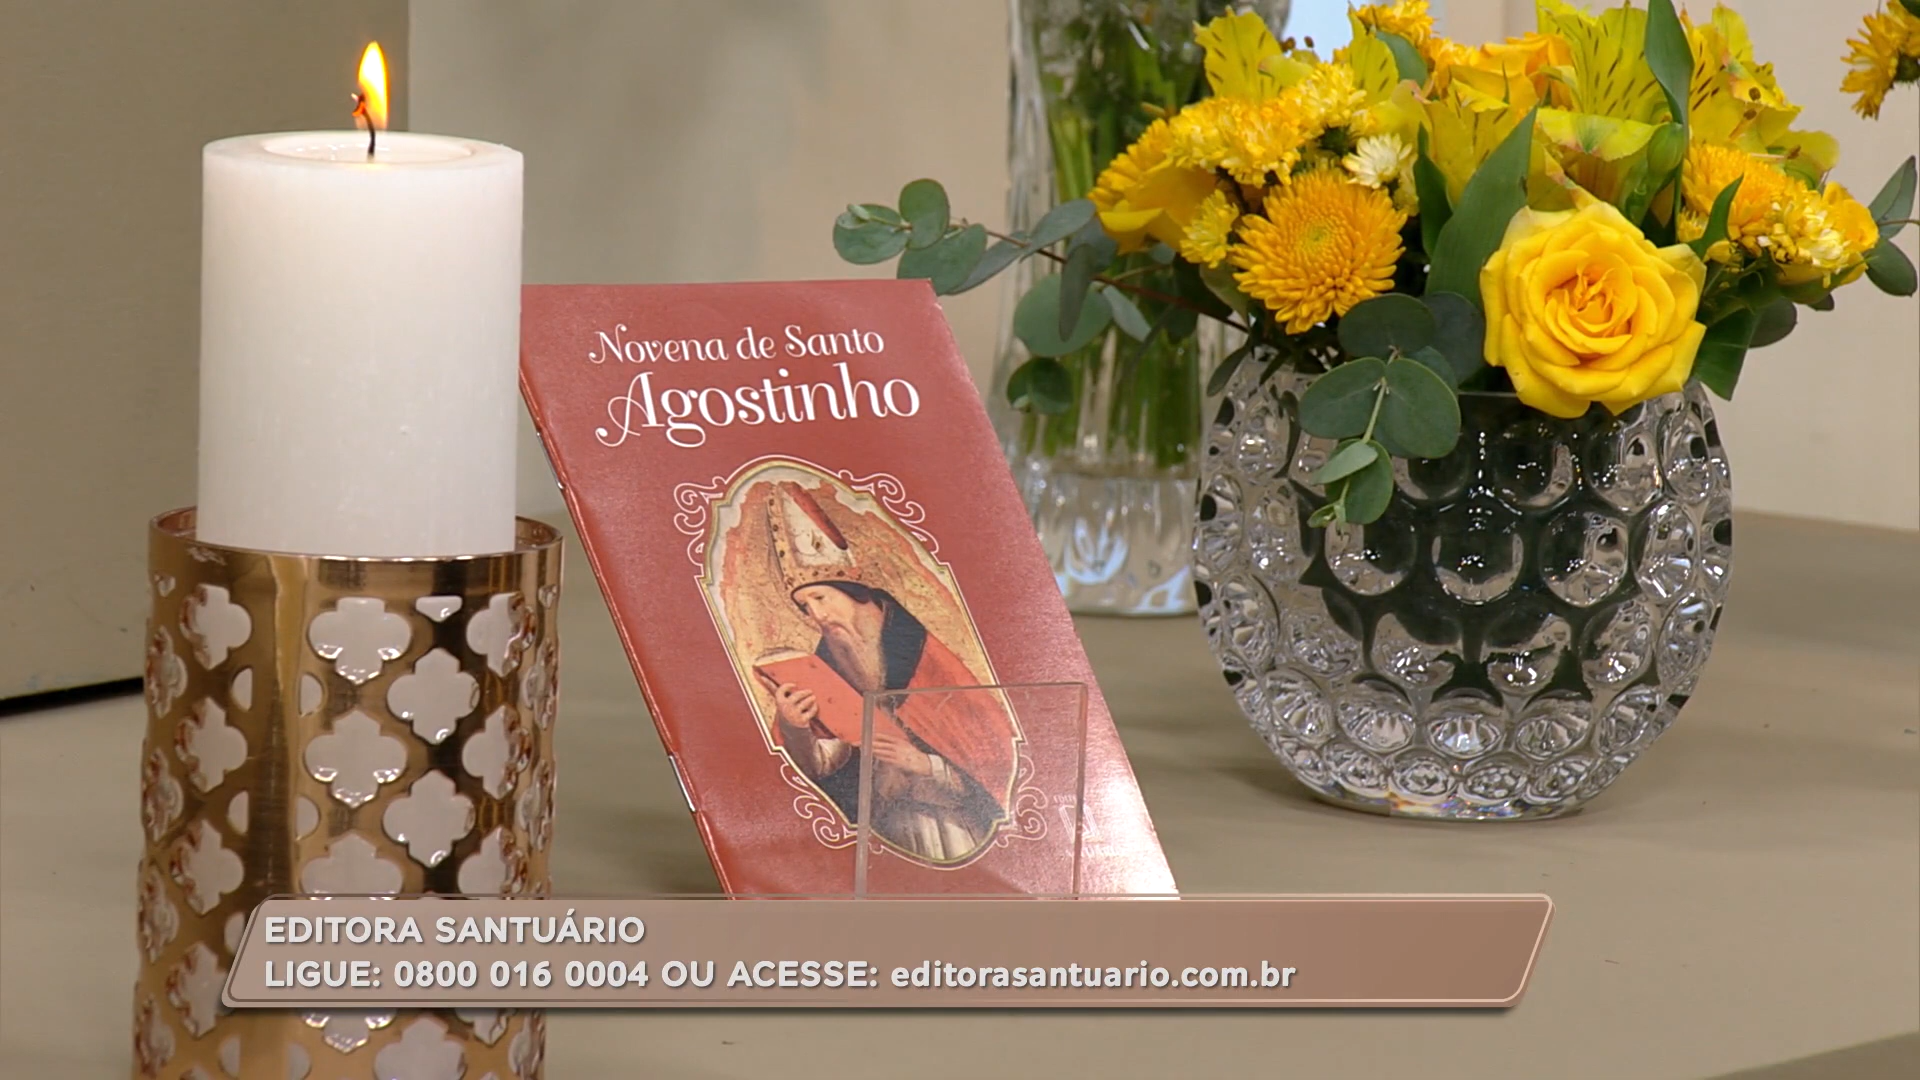 Novena de Santo
Agostinho
EDITORA SANTUÁRIO
LIGUE: 0800 016 0004 OU ACESSE: editorasantuario.com.br